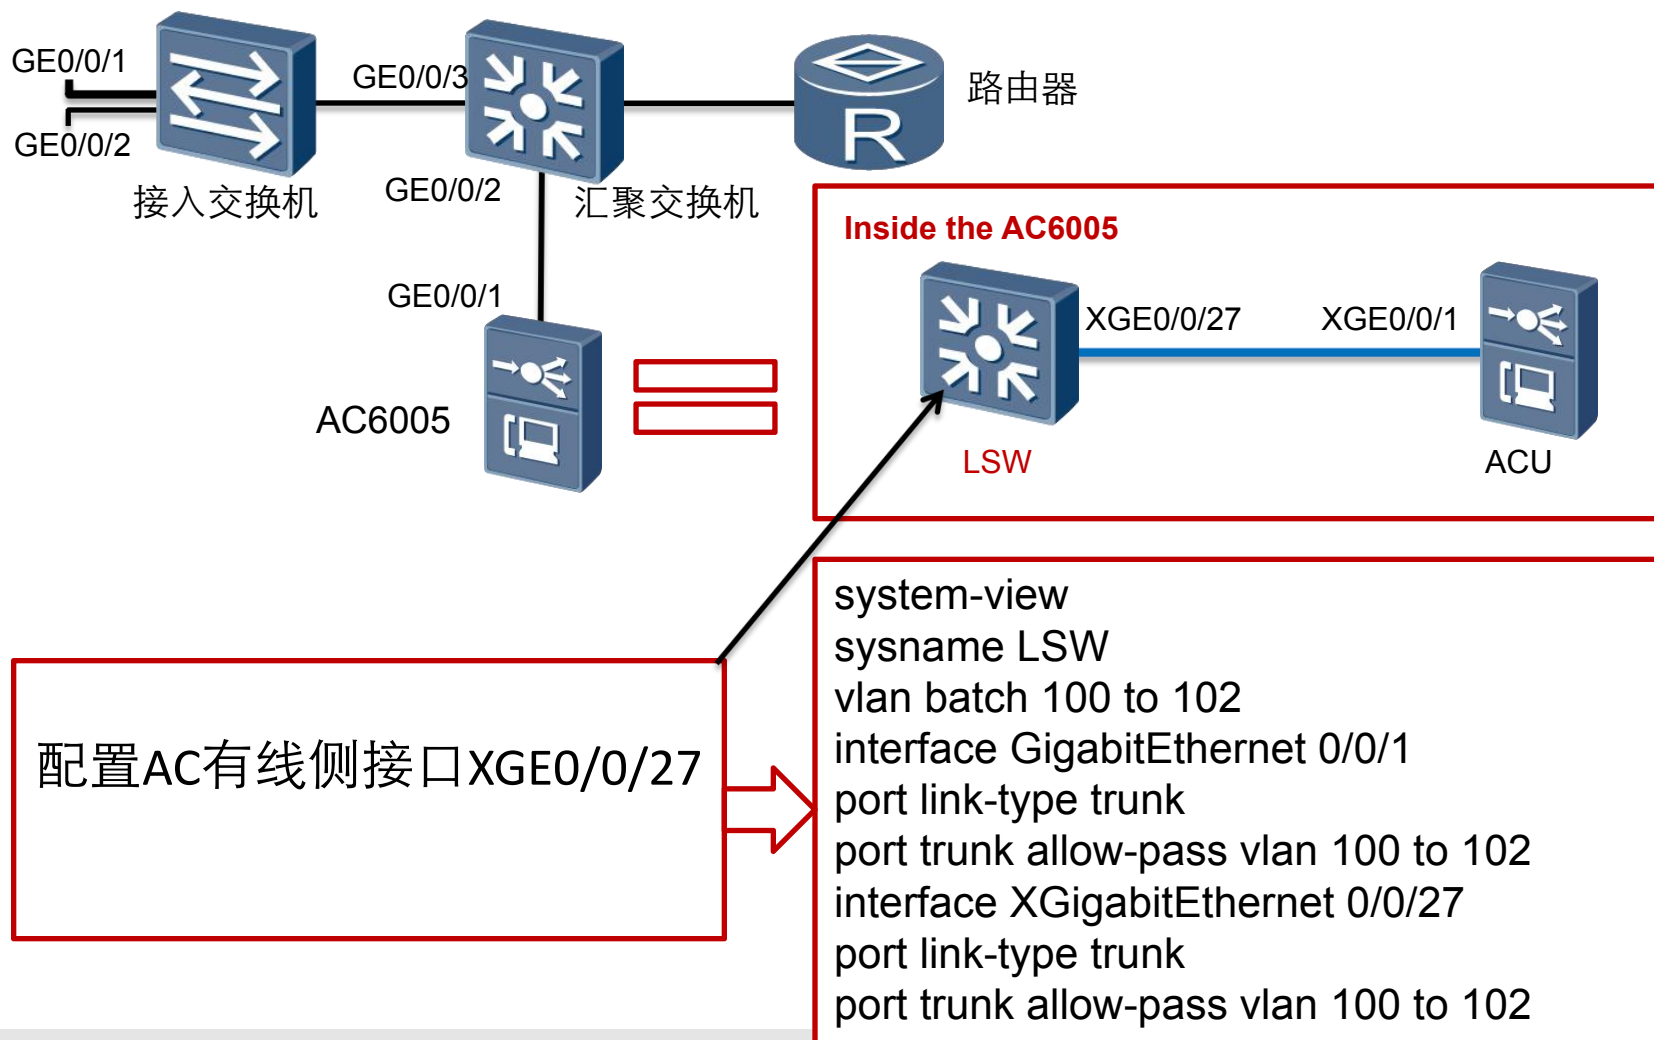 GE0/0/1
GE0/0/2
接入交换机
GE0/0/3
GE0/0/2
汇聚交换机
R
路由器
GE0/0/1
AC6005
Inside the AC6005
XGE0/0/27
XGE0/0/1
LSW
ACU
配置AC有线侧接口XGE0/0/27
system-view
sysname LSW
vlan batch 100 to 102
interface GigabitEthernet 0/0/1
port link-type trunk
port trunk allow-pass vlan 100 to 102
interface XGigabitEthernet 0/0/27
port link-type trunk
port trunk allow-pass vlan 100 to 102